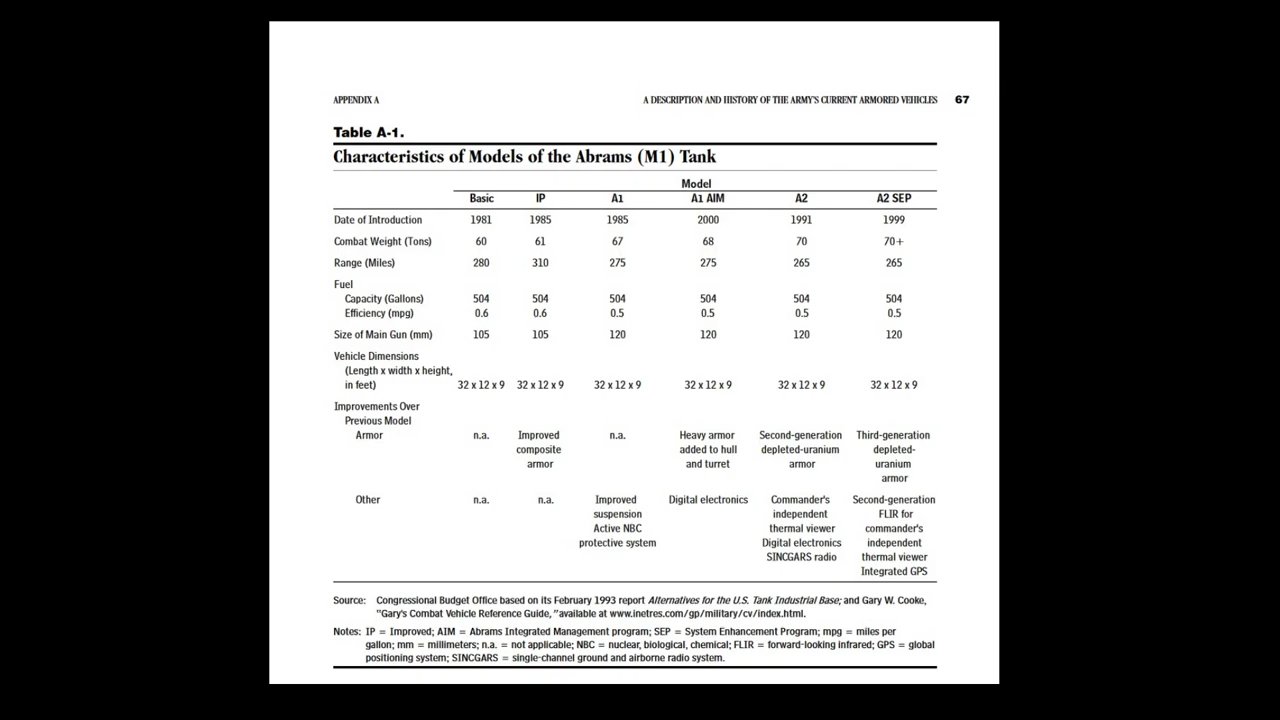 APPENDIX A A DESCRIPTION AND HISTORY OF THE ARMY'S CURRENT ARMORED VEHICLES 67
Table A-1.
Characteristics of Models of the Abrams (M1) Tank
Model
Basic IP A1 A1 AIM A2 A2 SEP
Date of Introduction 1981 1985 1985 2000 1991 1999
Combat Weight (Tons) 60 61 67 68 70 70+
Range (Miles) 280 310 275 275 265 265
Fuel
Capacity (Gallons) 504 504 504 504 504 504
Efficiency (mpg) 0.6 0.6 0.5 0.5 0.5 0.5
Size of Main Gun (mm) 105 105 120 120 120 120
Vehicle Dimensions
(Length x width x height,
in feet) 32 x 12 x 9 32 x 12 x 9 32 x 12 x 9 32 x 12 x 9 32 x 12 x 9 32 x 12 x 9
Improvements Over
Previous Model
Armor n.a. Improved n.a. Heavy armor Second-generation Third-generation
composite added to hull depleted-uranium depleted-
armor and turret armor uranium
armor
Other n.a. n.a. Improved Digital electronics Commander's Second-generation
suspension independent FLIR for
Active NBC thermal viewer commander's
protective system Digital electronics independent
SINCGARS radio thermal viewer
Integrated GPS
Source: Congressional Budget Office based on its February 1993 report Alternatives for the U.S. Tank Industrial Base; and Gary W. Cooke,
"Gary's Combat Vehicle Reference Guide," available at www.inetres.com/gp/military/cv/index.html.
Notes: IP = Improved; AIM = Abrams Integrated Management program; SEP = System Enhancement Program; mpg = miles per
gallon; mm = millimeters; n.a. = not applicable; NBC = nuclear, biological, chemical; FLIR = forward-looking infrared; GPS = global
positioning system; SINCGARS = single-channel ground and airborne radio system.